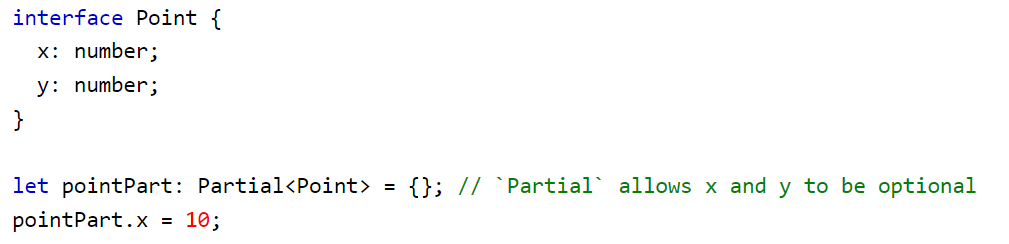 interface Point {
  x: number;
  y: number;
}
let pointPart: Partial<Point> = {}; // `Partial` allows x and y to be optional
pointPart.x = 10;